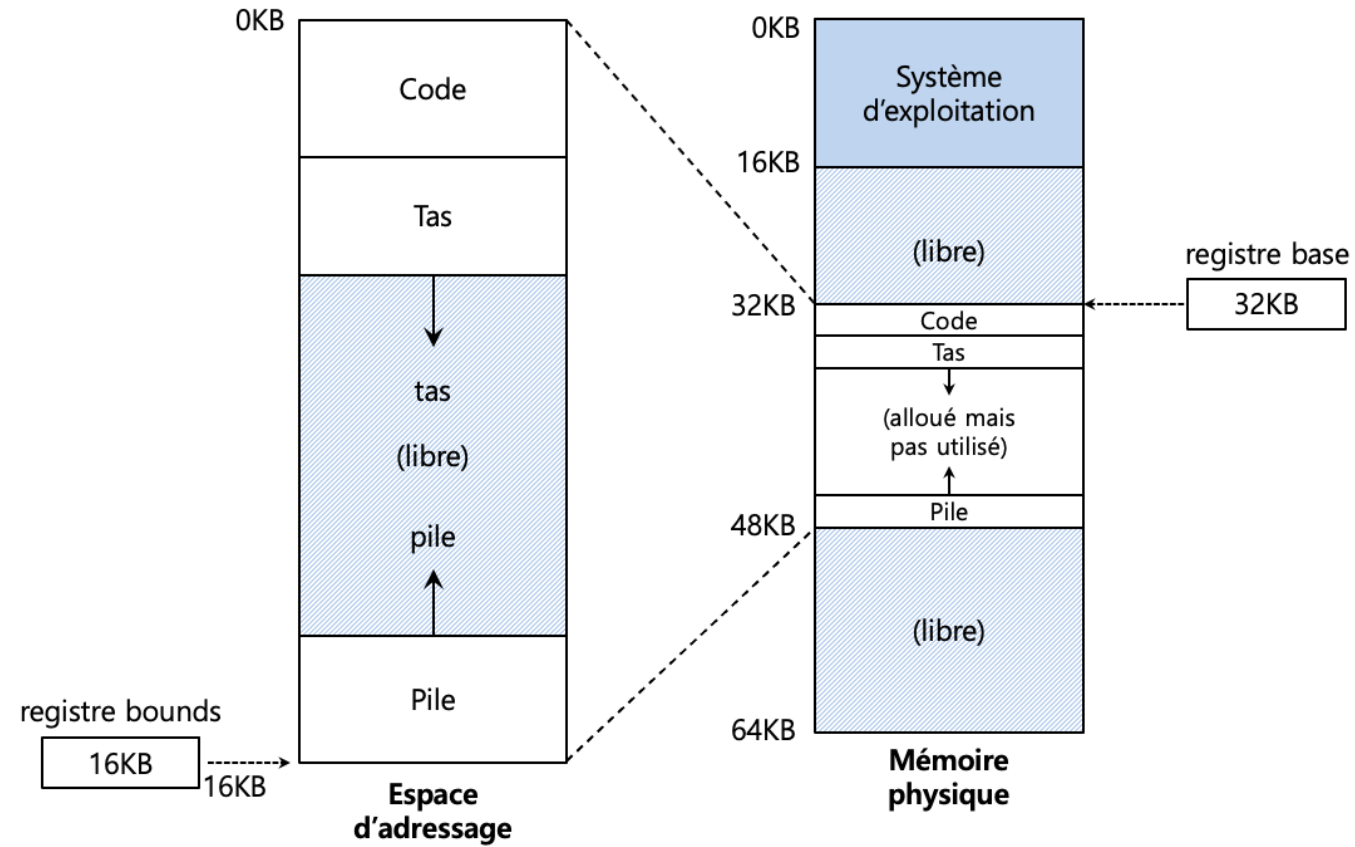 0KB
Code
Tas
tas
(libre)
pile
Pile
registre bounds
16KB
16KB
Espace
d'adressage
0KB
Système
d'exploitation
16KB
(libre)
32KB
Code
Tas
(alloué mais
pas utilisé)
Pile
48KB
(libre)
64KB
Mémoire
physique
registre base
32KB